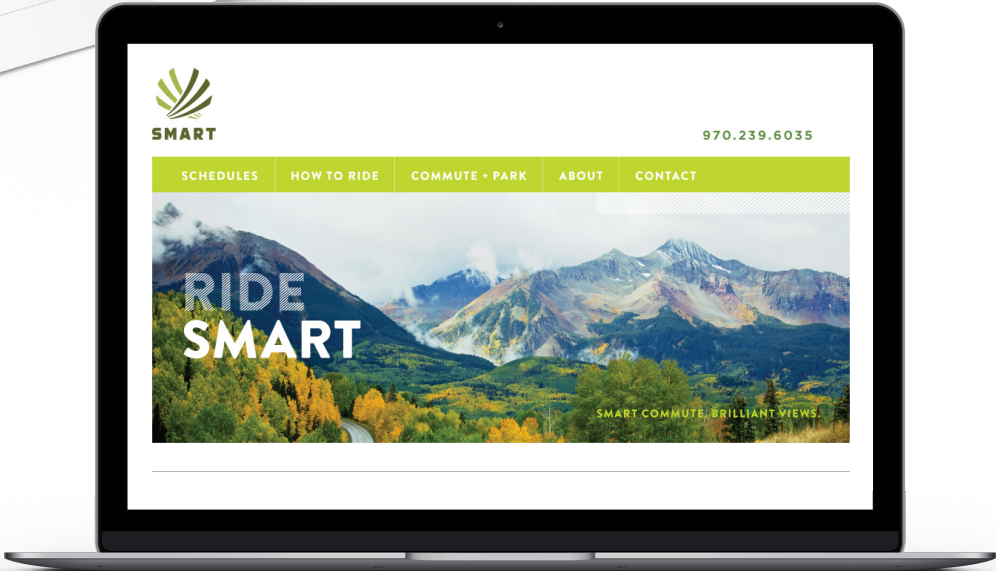 SMART
970.239.6035
SCHEDULES HOW TO RIDE COMMUTE + PARK ABOUT CONTACT
RIDE
SMART
SMART COMMUTE. BRILLIANT VIEWS.